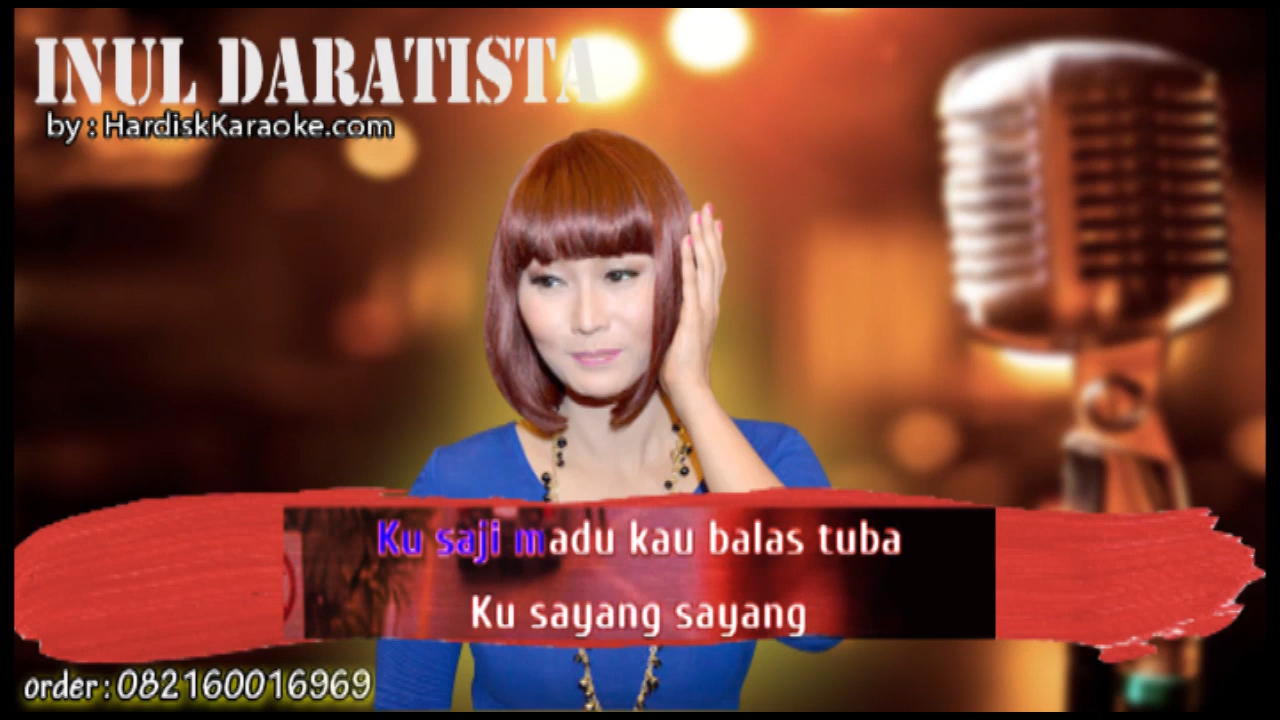 INUL DARATISTA
by : HardiskKaraoke.com
Ku saji madu kau balas tuba
Ku sayang sayang
order : 082160016969